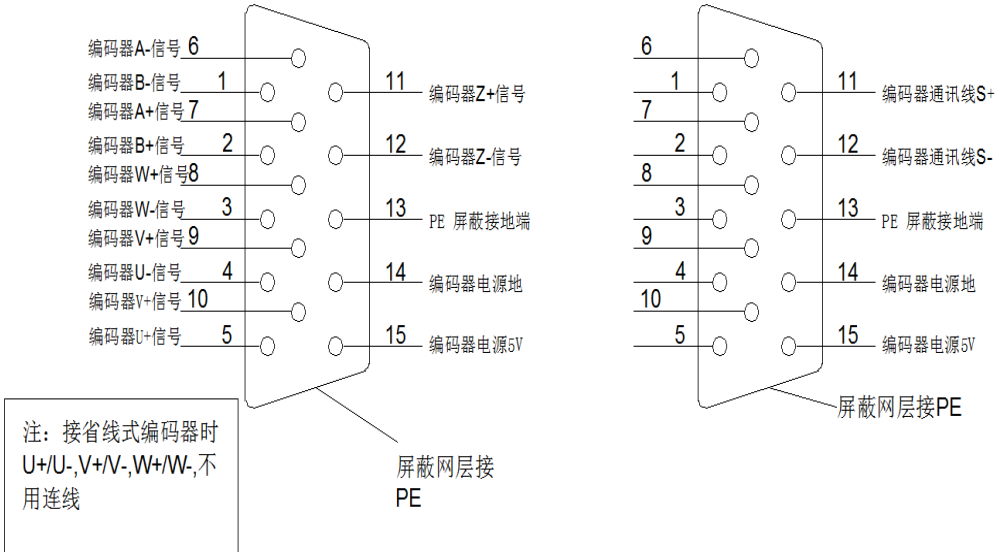 编码器A-信号 6
编码器B-信号 1
编码器A+信号 7
编码器B+信号 2
编码器W+信号 8
编码器W-信号 3
编码器V+信号 9
编码器U-信号 4
编码器V+信号 10
编码器U+信号 5
11 编码器Z+信号
12 编码器Z-信号
13 PE 屏蔽接地端
14 编码器电源地
15 编码器电源5V
屏蔽网层接
PE
注：接省线式编码器时
U+/U-,V+/V-,W+/W-,不
用连线
6
1
7
2
8
3
9
4
10
5
11 编码器通讯线S+
12 编码器通讯线S-
13 PE 屏蔽接地端
14 编码器电源地
15 编码器电源5V
屏蔽网层接PE